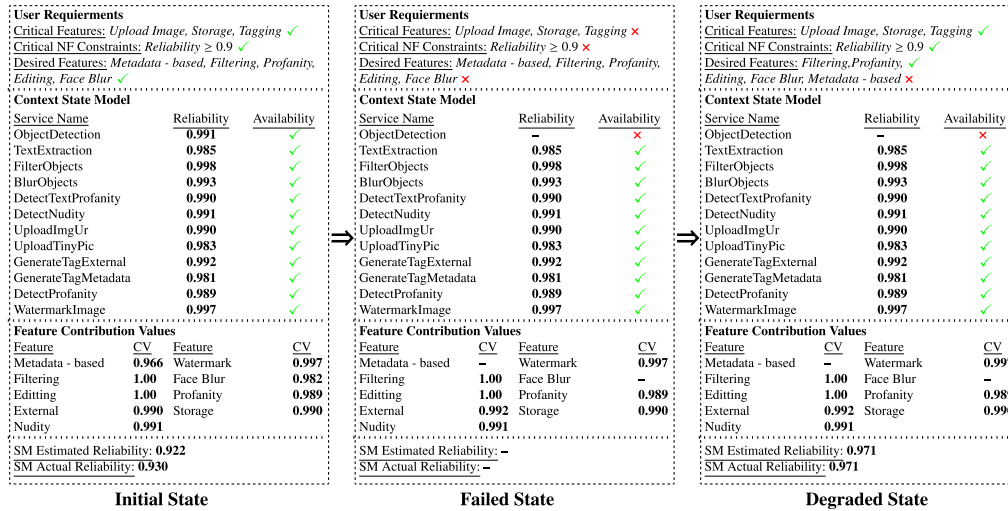 User Requierments
Critical Features: Upload Image, Storage, Tagging ✓
Critical NF Constraints: Reliability ≥ 0.9 ✓
Desired Features: Metadata - based, Filtering, Profanity,
Editing, Face Blur ✓
Context State Model
Service Name Reliability Availability
ObjectDetection 0.991 ✓
TextExtraction 0.985 ✓
FilterObjects 0.998 ✓
BlurObjects 0.993 ✓
DetectTextProfanity 0.990 ✓
DetectNudity 0.991 ✓
UploadImgUr 0.990 ✓
UploadTinyPic 0.983 ✓
GenerateTagExternal 0.992 ✓
GenerateTagMetadata 0.981 ✓
DetectProfanity 0.989 ✓
WatermarkImage 0.997 ✓
Feature Contribution Values
Feature CV Feature CV
Metadata - based 0.966 Watermark 0.997
Filtering 1.00 Face Blur 0.982
Editting 1.00 Profanity 0.989
External 0.990 Storage 0.990
Nudity 0.991
SM Estimated Reliability: 0.922
SM Actual Reliability: 0.930
Initial State
⇒
User Requierments
Critical Features: Upload Image, Storage, Tagging ×
Critical NF Constraints: Reliability ≥ 0.9 ×
Desired Features: Metadata - based, Filtering, Profanity,
Editing, Face Blur ×
Context State Model
Service Name Reliability Availability
ObjectDetection – ×
TextExtraction 0.985 ✓
FilterObjects 0.998 ✓
BlurObjects 0.993 ✓
DetectTextProfanity 0.990 ✓
DetectNudity 0.991 ✓
UploadImgUr 0.990 ✓
UploadTinyPic 0.983 ✓
GenerateTagExternal 0.992 ✓
GenerateTagMetadata 0.981 ✓
DetectProfanity 0.989 ✓
WatermarkImage 0.997 ✓
Feature Contribution Values
Feature CV Feature CV
Metadata - based – Watermark 0.997
Filtering 1.00 Face Blur –
Editting 1.00 Profanity 0.989
External 0.992 Storage 0.990
Nudity 0.991
SM Estimated Reliability: –
SM Actual Reliability: –
Failed State
⇒
User Requierments
Critical Features: Upload Image, Storage, Tagging ✓
Critical NF Constraints: Reliability ≥ 0.9 ✓
Desired Features: Filtering,Profanity, ✓
Editing, Face Blur, Metadata - based ×
Context State Model
Service Name Reliability Availability
ObjectDetection – ×
TextExtraction 0.985 ✓
FilterObjects 0.998 ✓
BlurObjects 0.993 ✓
DetectTextProfanity 0.990 ✓
DetectNudity 0.991 ✓
UploadImgUr 0.990 ✓
UploadTinyPic 0.983 ✓
GenerateTagExternal 0.992 ✓
GenerateTagMetadata 0.981 ✓
DetectProfanity 0.989 ✓
WatermarkImage 0.997 ✓
Feature Contribution Values
Feature CV Feature CV
Metadata - based – Watermark
Filtering 1.00 Face Blur –
Editting 1.00 Profanity
External 0.992 Storage
Nudity 0.991
SM Estimated Reliability: 0.971
SM Actual Reliability: 0.971
Degraded State